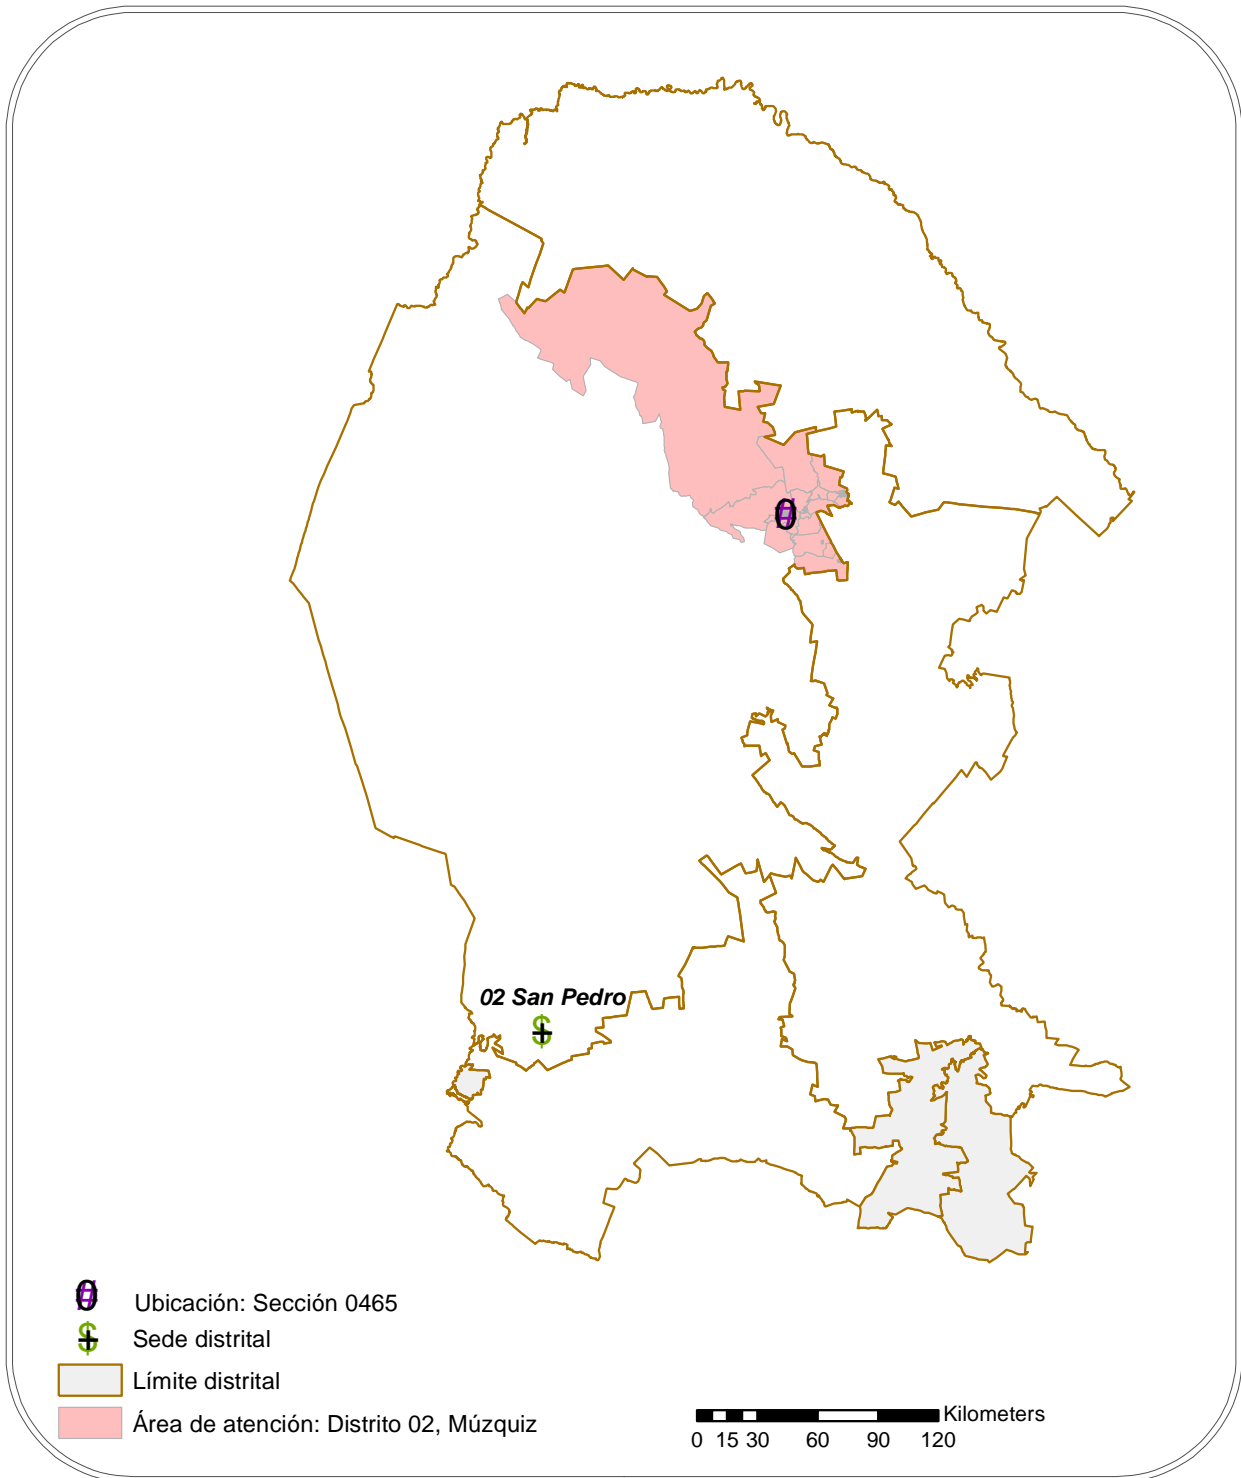 02 San Pedro
Ubicación: Sección 0465
Sede distrital
Límite distrital
Área de atención: Distrito 02, Múzquiz
Kilometers
0 15 30 60 90 120